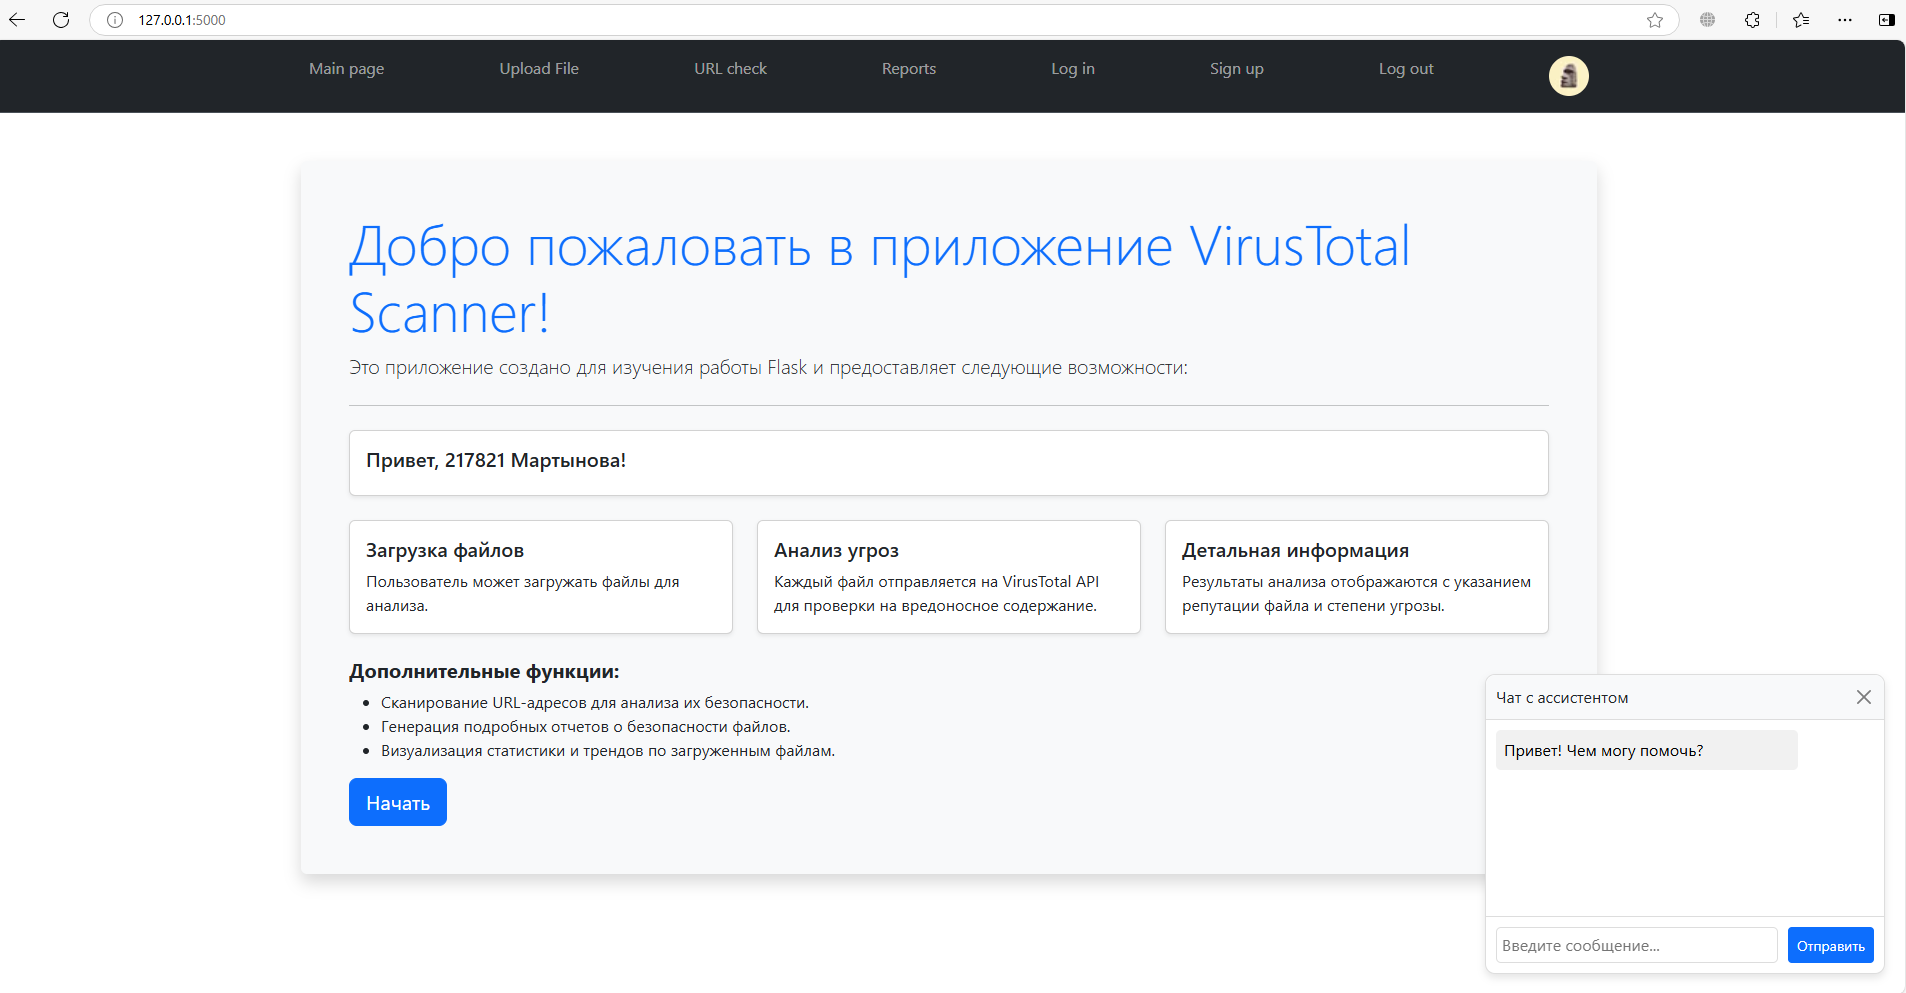 127.0.0.1:5000
Main page
Upload File
URL check
Reports
Log in
Sign up
Log out
Добро пожаловать в приложение VirusTotal
Scanner!
Это приложение создано для изучения работы Flask и предоставляет следующие возможности:
Привет, 217821 Мартынова!
Загрузка файлов
Пользователь может загружать файлы для
анализа.
Анализ угроз
Каждый файл отправляется на VirusTotal API
для проверки на вредоносное содержание.
Детальная информация
Результаты анализа отображаются с указанием
репутации файла и степени угрозы.
Дополнительные функции:
Сканирование URL-адресов для анализа их безопасности.
Генерация подробных отчетов о безопасности файлов.
Визуализация статистики и трендов по загруженным файлам.
Начать
Чат с ассистентом
Привет! Чем могу помочь?
Введите сообщение...
Отправить